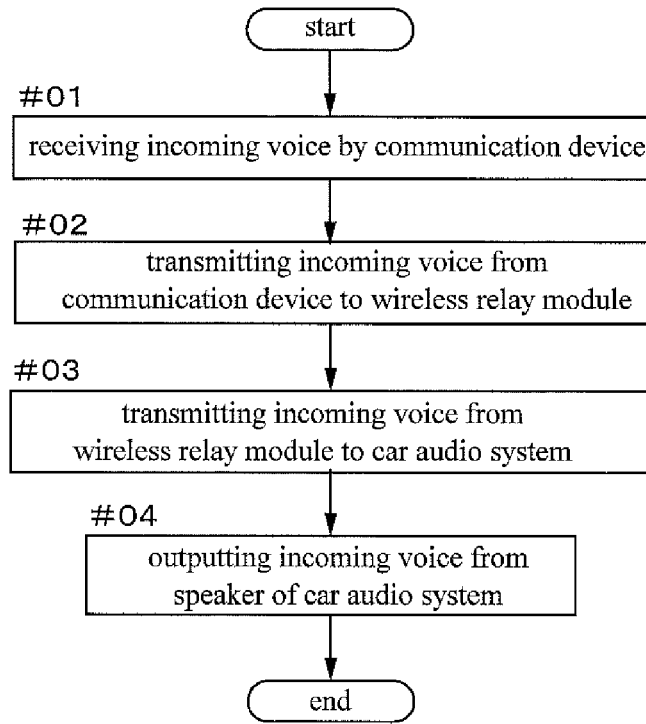 start
#01
receiving incoming voice by communication device
#02
transmitting incoming voice from
communication device to wireless relay module
#03
transmitting incoming voice from
wireless relay module to car audio system
#04
outputting incoming voice from
speaker of car audio system
end